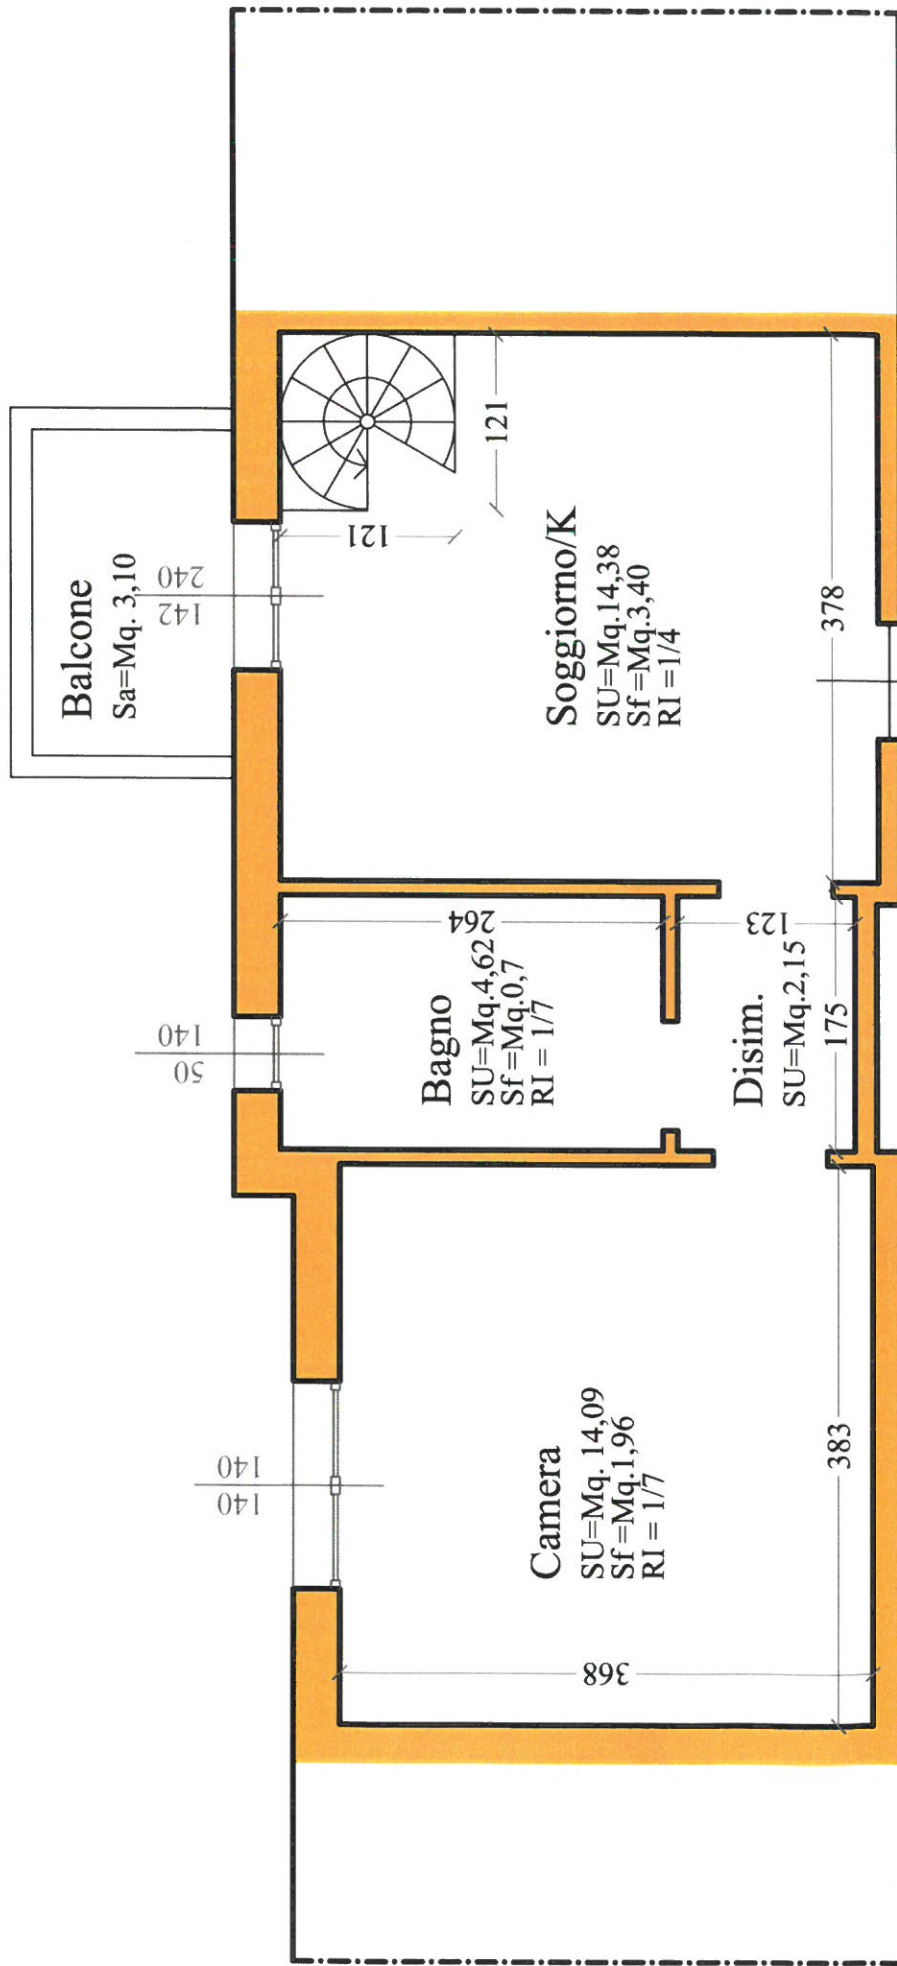 Balcone
Sa=Mq. 3,10
240
142
121
121
Soggiorno/K
SU=Mq.14,38
Sf =Mq.3,40
RI =1/4
378
140
50
264
Bagno
SU=Mq.4,62
Sf=Mq.0,7
RI = 1/7
123
Disim.
SU=Mq.2,15
175
140
140
Camera
SU=Mq. 14,09
Sf =Mq.1,96
RI = 1/7
383
368